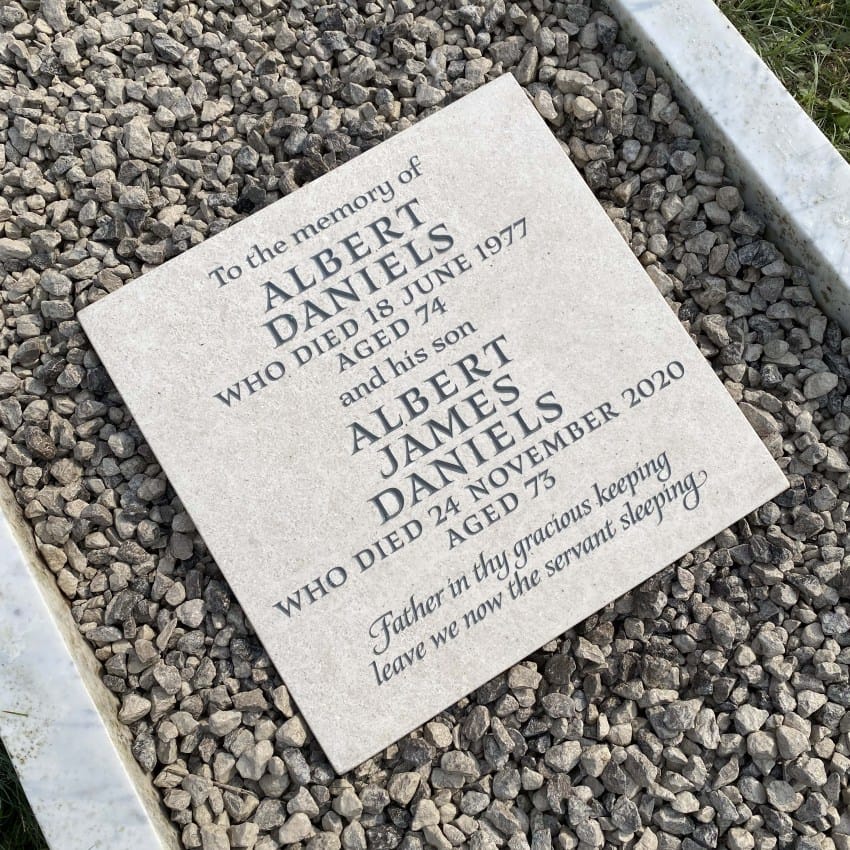 To the memory of
ALBERT
DANIELS
WHO DIED 18 JUNE 1977
AGED 74
and his son
ALBERT
JAMES
DANIELS
WHO DIED 24 NOVEMBER 2020
AGED 73
Father in thy gracious keeping
leave we now the servant sleeping